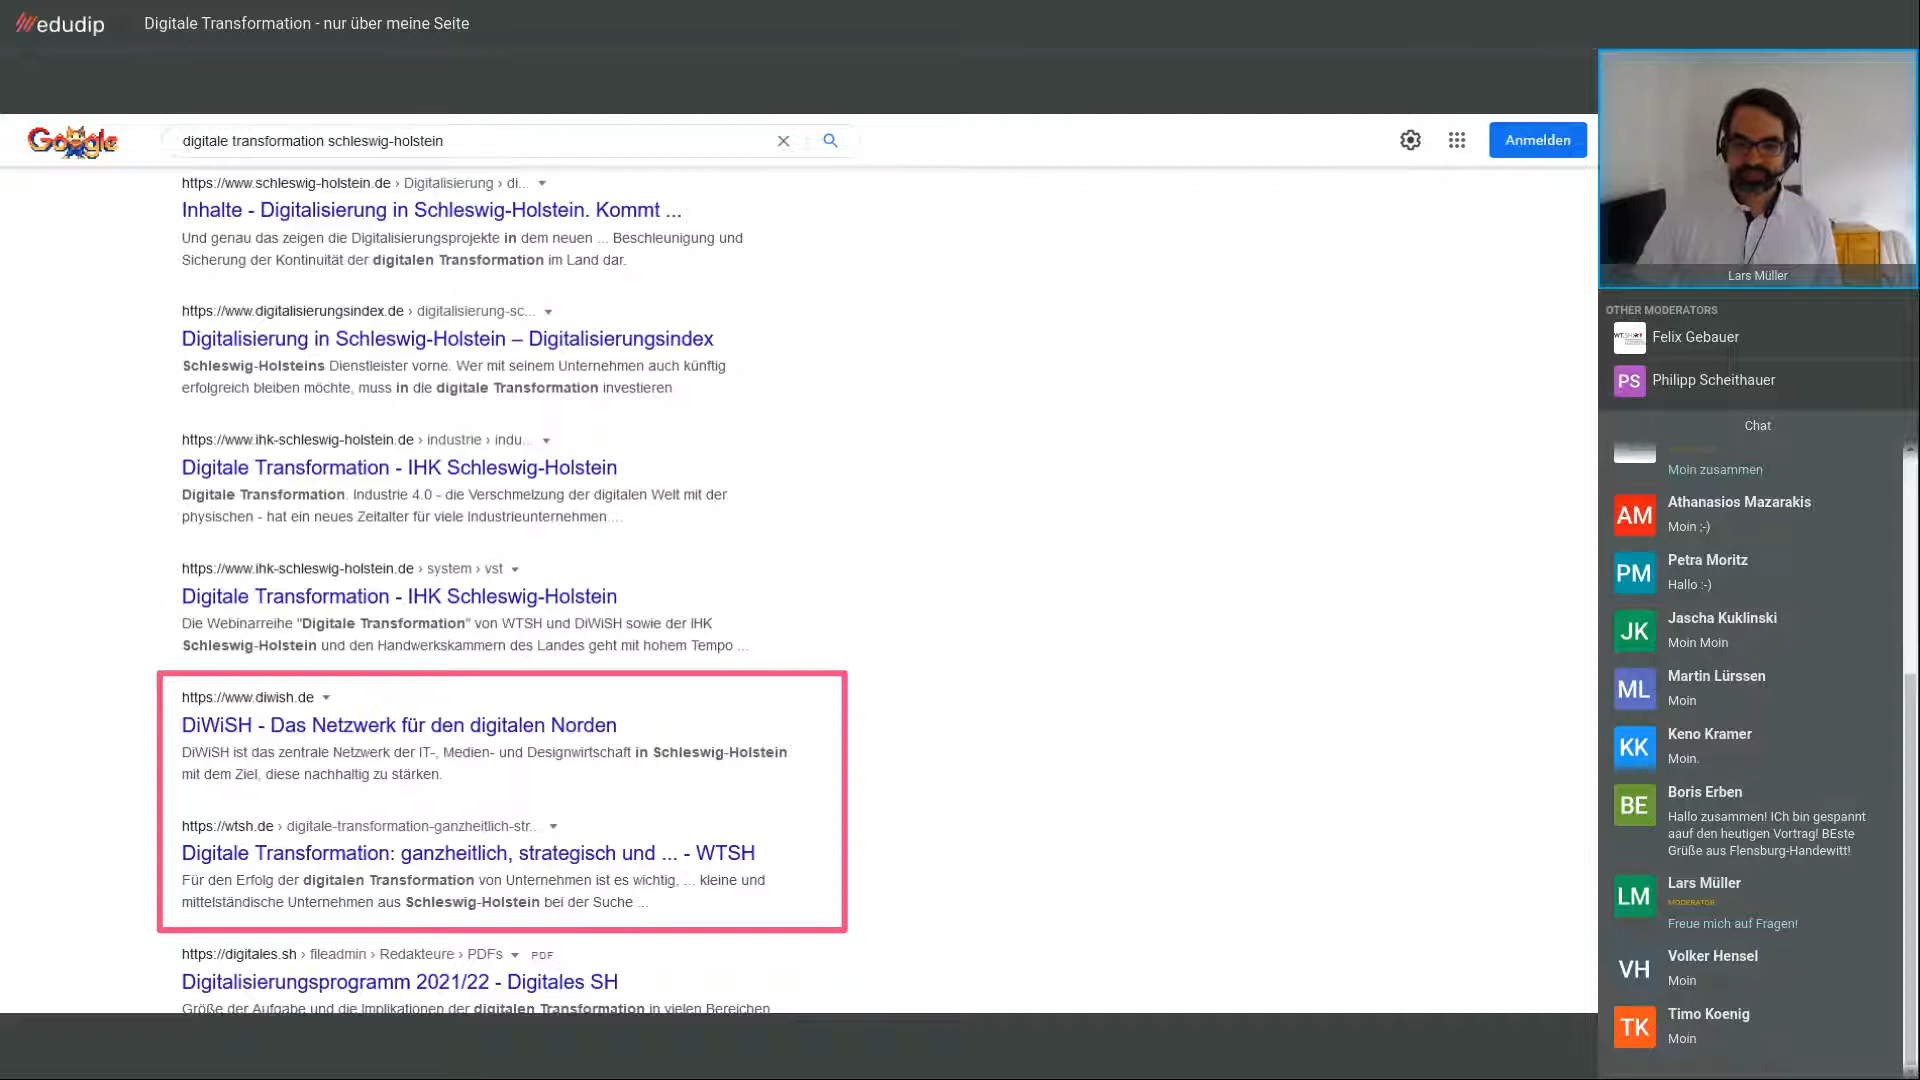 edudip
Digitale Transformation - nur über meine Seite
Google
digitale transformation schleswig-holstein
Anmelden
https://www.schleswig-holstein.de › Digitalisierung › di...
Inhalte - Digitalisierung in Schleswig-Holstein. Kommt ...
Und genau das zeigen die Digitalisierungsprojekte in dem neuen ... Beschleunigung und
Sicherung der Kontinuität der digitalen Transformation im Land dar.
https://www.digitalisierungsindex.de › digitalisierung-sc...
Digitalisierung in Schleswig-Holstein – Digitalisierungsindex
Schleswig-Holsteins Dienstleister vorne. Wer mit seinem Unternehmen auch künftig
erfolgreich bleiben möchte, muss in die digitale Transformation investieren
https://www.ihk-schleswig-holstein.de › industrie › indu...
Digitale Transformation - IHK Schleswig-Holstein
Digitale Transformation. Industrie 4.0 - die Verschmelzung der digitalen Welt mit der
physischen - hat ein neues Zeitalter für viele Industrieunternehmen....
https://www.ihk-schleswig-holstein.de › system › vst
Digitale Transformation - IHK Schleswig-Holstein
Die Webinarreihe "Digitale Transformation" von WTSH und DiWiSH sowie der IHK
Schleswig-Holstein und den Handwerkskammern des Landes geht mit hohem Tempo ...
https://www.diwish.de
DiWiSH - Das Netzwerk für den digitalen Norden
DiWiSH ist das zentrale Netzwerk der IT-, Medien- und Designwirtschaft in Schleswig-Holstein
mit dem Ziel, diese nachhaltig zu stärken.
https://wtsh.de › digitale-transformation-ganzheitlich-str...
Digitale Transformation: ganzheitlich, strategisch und ... - WTSH
Für den Erfolg der digitalen Transformation von Unternehmen ist es wichtig, ... kleine und
mittelständische Unternehmen aus Schleswig-Holstein bei der Suche ...
https://digitales.sh › fileadmin › Redakteure › PDFs PDF
Digitalisierungsprogramm 2021/22 - Digitales SH
Größe der Aufgabe und die Implikationen der digitalen Transformation in vielen Bereichen
Lars Müller
OTHER MODERATORS
Felix Gebauer
PS Philipp Scheithauer
Chat
Moin zusammen
AM Athanasios Mazarakis
Moin ;-)
PM Petra Moritz
Hallo :-)
JK Jascha Kuklinski
Moin Moin
ML Martin Lürssen
Moin
KK Keno Kramer
Moin.
BE Boris Erben
Hallo zusammen! ICh bin gespannt
aauf den heutigen Vortrag! BEste
Grüße aus Flensburg-Handewitt!
LM Lars Müller
MODERATOR
Freue mich auf Fragen!
VH Volker Hensel
Moin
TK Timo Koenig
Moin